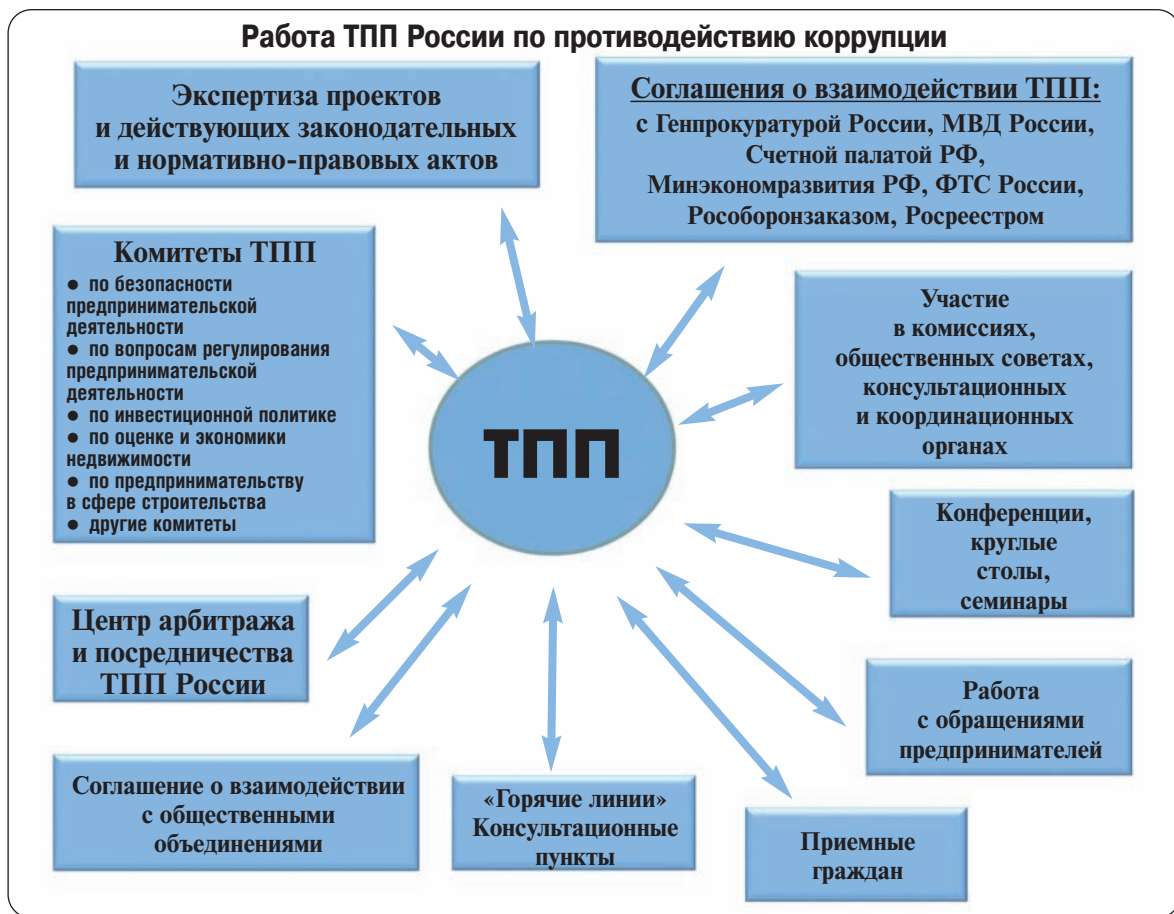 Работа ТПП России по противодействию коррупции
Экспертиза проектов
и действующих законодательных
и нормативно-правовых актов
Соглашения о взаимодействии ТПП:
с Генпрокуратурой России, МВД России,
Счетной палатой РФ,
Минэкономразвития РФ, ФТС России,
Рособоронзаказом, Росреестром
Комитеты ТПП
● по безопасности
предпринимательской
деятельности
● по вопросам регулирования
предпринимательской
деятельности
● по инвестиционной политике
● по оценке и экономики
недвижимости
● по предпринимательству
в сфере строительства
● другие комитеты
Участие
в комиссиях,
общественных советах,
консультационных
и координационных
органах
ТПП
Конференции,
круглые
столы,
семинары
Центр арбитража
и посредничества
ТПП России
Работа
с обращениями
предпринимателей
Соглашение о взаимодействии
с общественными
объединениями
«Горячие линии»
Консультационные
пункты
Приемные
граждан